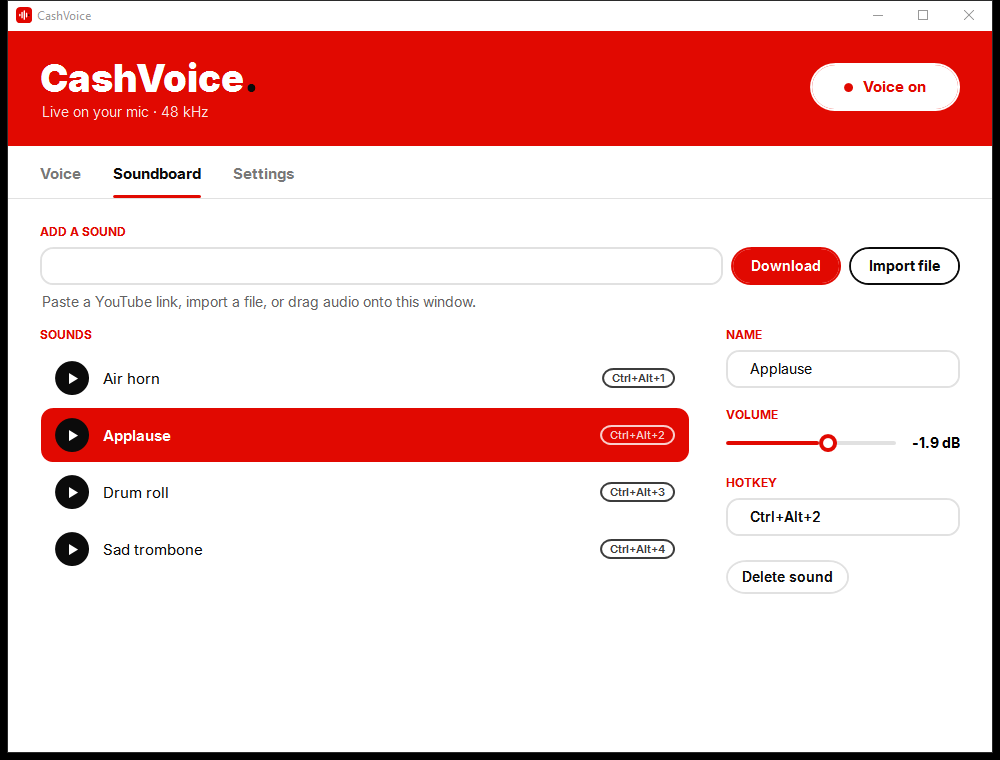 CashVoice
CashVoice.
Live on your mic · 48 kHz
Voice on
Voice
Soundboard
Settings
ADD A SOUND
Download
Import file
Paste a YouTube link, import a file, or drag audio onto this window.
SOUNDS
Air horn
Ctrl+Alt+1
Applause
Ctrl+Alt+2
Drum roll
Ctrl+Alt+3
Sad trombone
Ctrl+Alt+4
NAME
Applause
VOLUME
-1.9 dB
HOTKEY
Ctrl+Alt+2
Delete sound